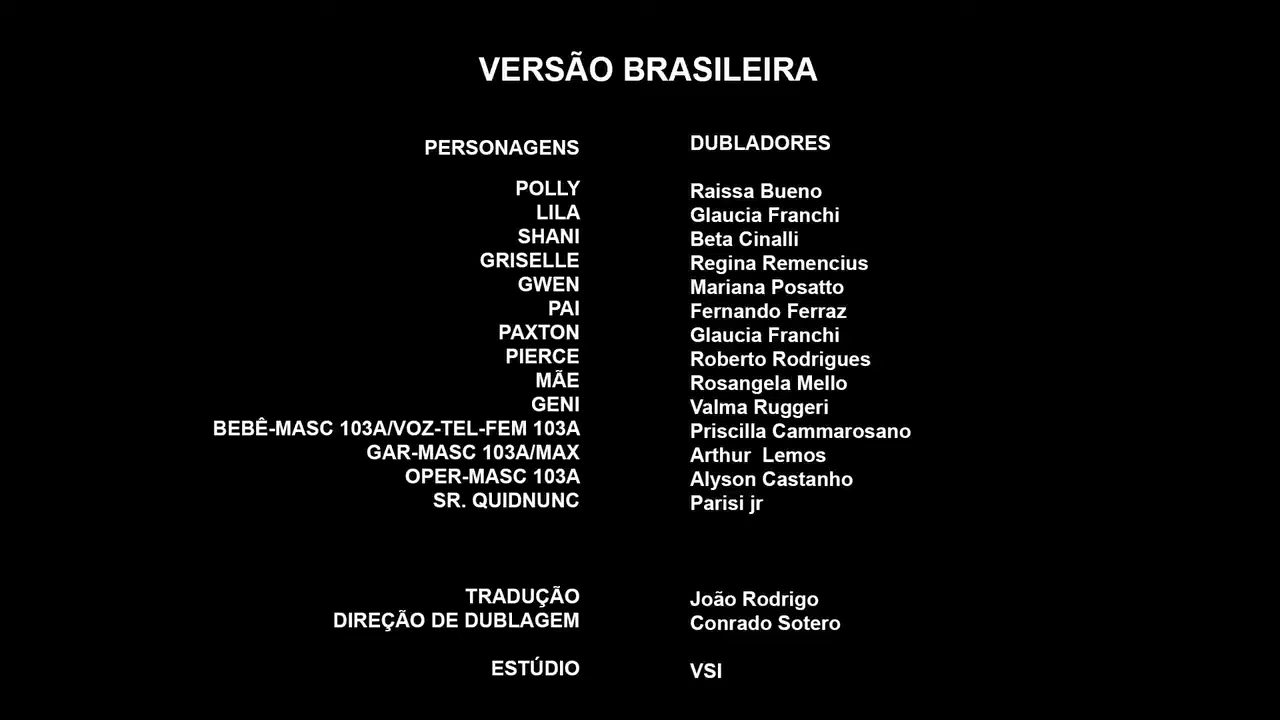 VERSÃO BRASILEIRA
PERSONAGENS DUBLADORES
POLLY Raissa Bueno
LILA Glaucia Franchi
SHANI Beta Cinalli
GRISELLE Regina Remencius
GWEN Mariana Posatto
PAI Fernando Ferraz
PAXTON Glaucia Franchi
PIERCE Roberto Rodrigues
MÃE Rosangela Mello
GENI Valma Ruggeri
BEBÊ-MASC 103A/VOZ-TEL-FEM 103A Priscilla Cammarosano
GAR-MASC 103A/MAX Arthur Lemos
OPER-MASC 103A Alyson Castanho
SR. QUIDNUNC Parisi jr
TRADUÇÃO João Rodrigo
DIREÇÃO DE DUBLAGEM Conrado Sotero
ESTÚDIO VSI